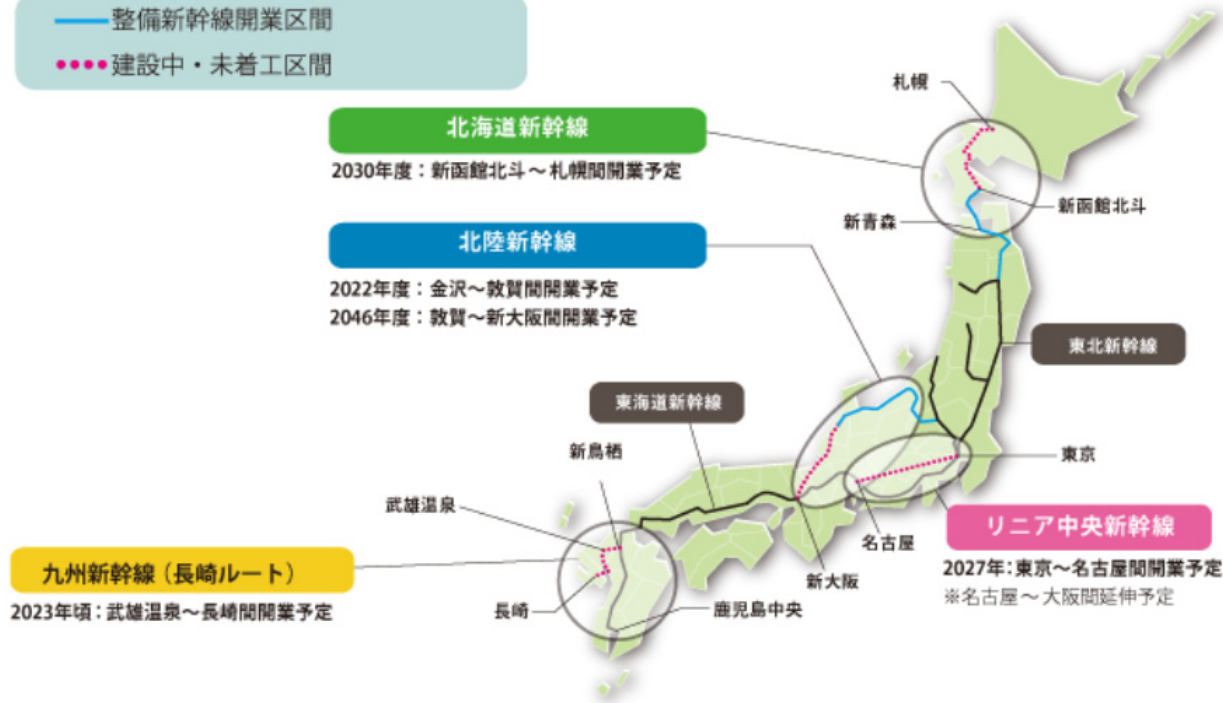 整備新幹線開業区間
建設中・未着工区間
札幌
北海道新幹線
2030年度：新函館北斗～札幌間開業予定
新函館北斗
新青森
北陸新幹線
2022年度：金沢～敦賀間開業予定
2046年度：敦賀～新大阪間開業予定
東北新幹線
東海道新幹線
新鳥栖
東京
武雄温泉
リニア中央新幹線
名古屋
2027年：東京～名古屋間開業予定
※名古屋～大阪間延伸予定
九州新幹線（長崎ルート）
2023年頃：武雄温泉～長崎間開業予定
新大阪
長崎
鹿児島中央